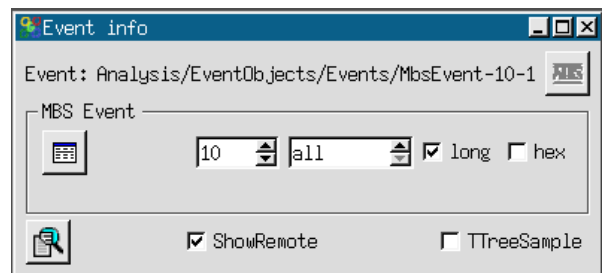 Event info
Event: Analysis/EventObjects/Events/MbsEvent-10-1
MBS Event
10 all long hex
ShowRemote TTreeSample